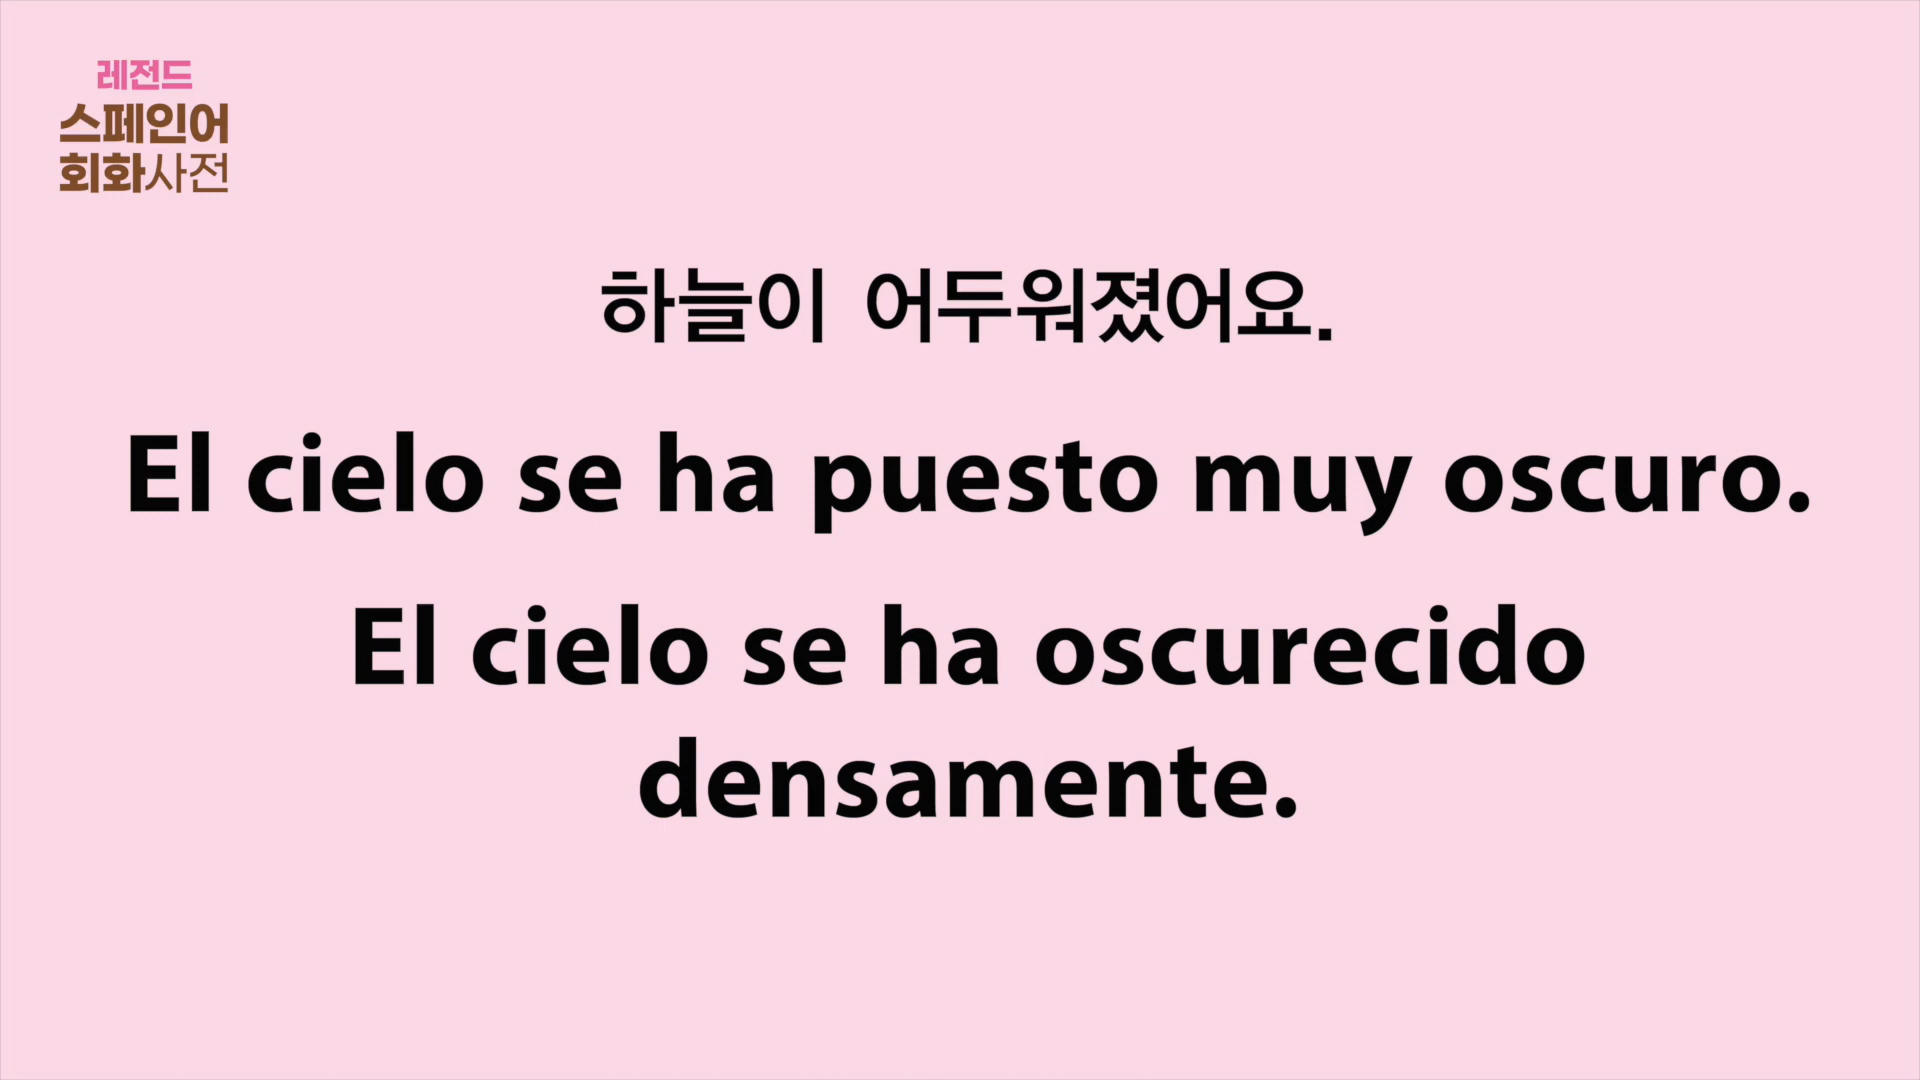 레전드
스페인어
회화사전
하늘이 어두워졌어요.
El cielo se ha puesto muy oscuro.
El cielo se ha oscurecido
densamente.